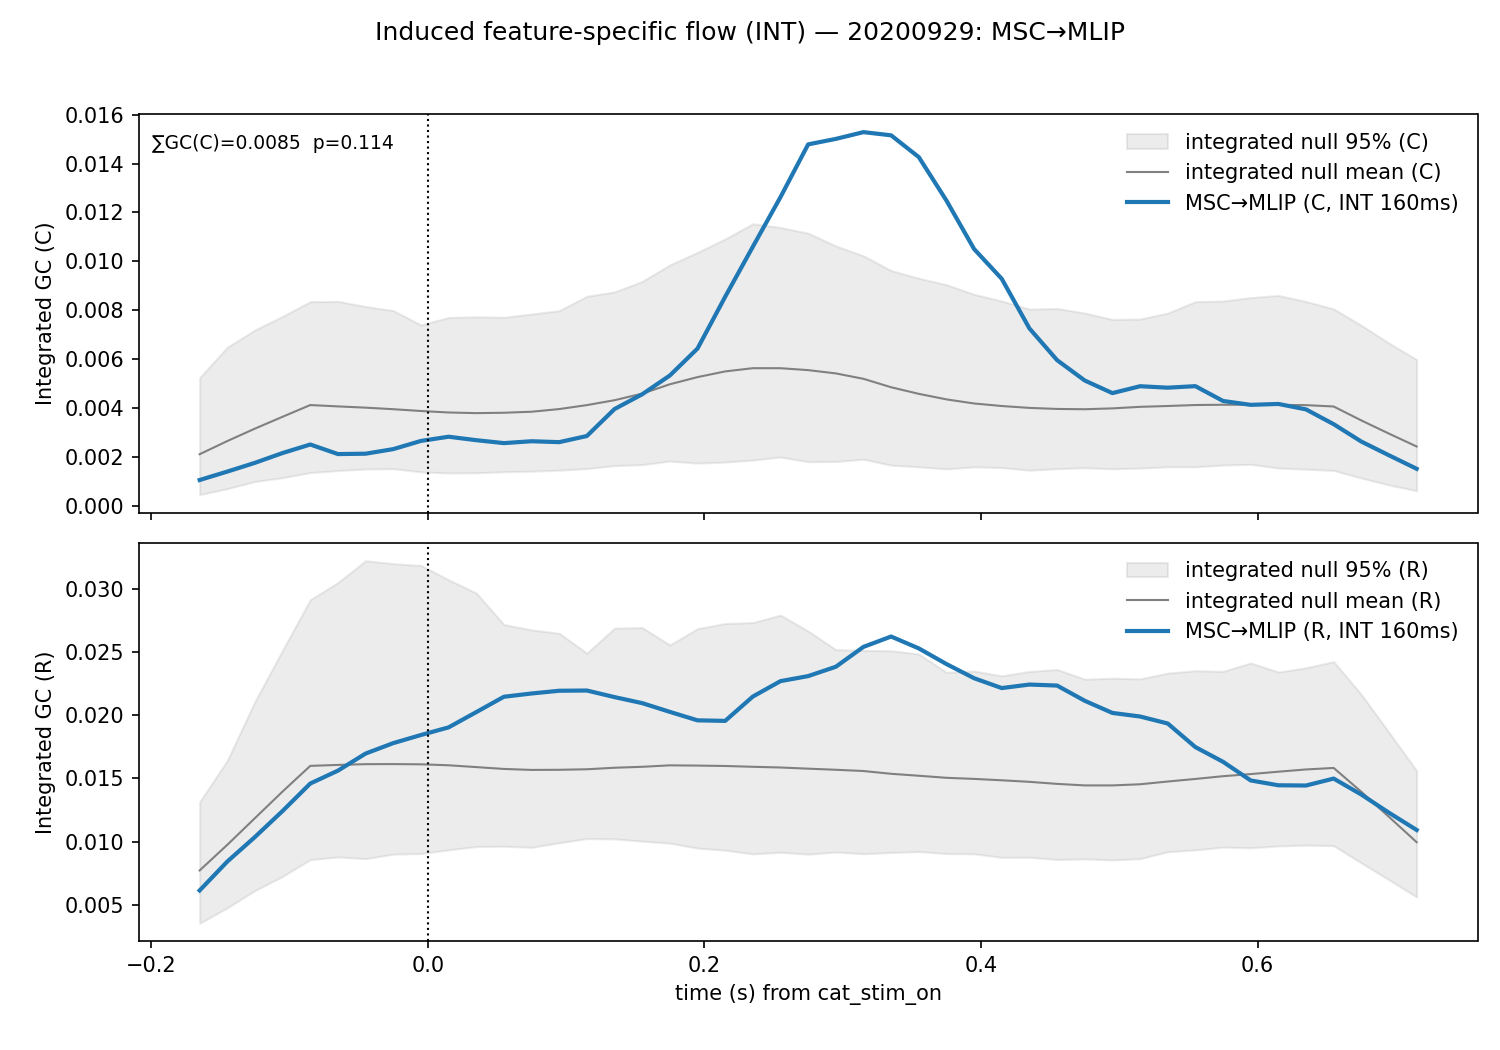 Induced feature-specific flow (INT) — 20200929: MSC→MLIP
∑GC(C)=0.0085  p=0.114
integrated null 95% (C)
integrated null mean (C)
MSC→MLIP (C, INT 160ms)
Integrated GC (C)
0.016
0.014
0.012
0.010
0.008
0.006
0.004
0.002
0.000
integrated null 95% (R)
integrated null mean (R)
MSC→MLIP (R, INT 160ms)
Integrated GC (R)
0.030
0.025
0.020
0.015
0.010
0.005
−0.2
0.0
0.2
0.4
0.6
time (s) from cat_stim_on